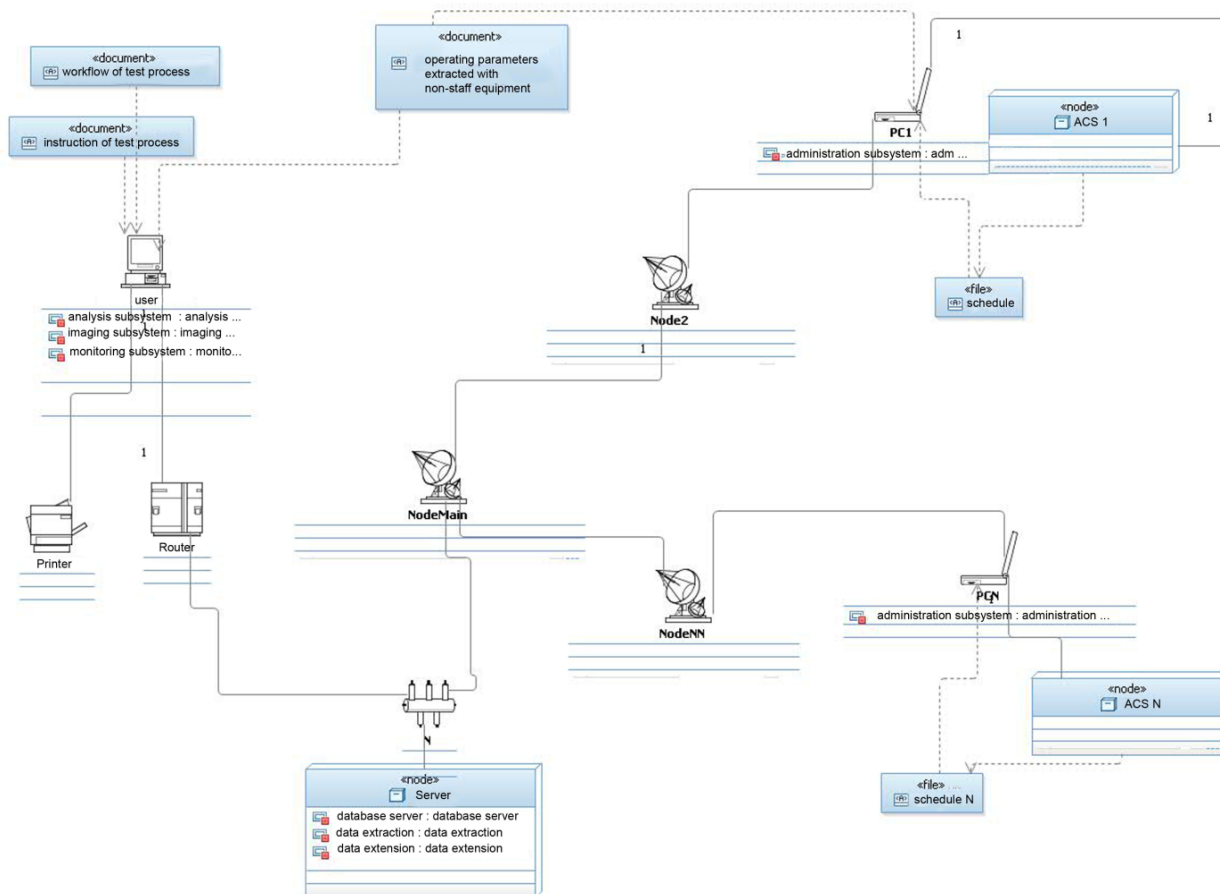 «document»
workflow of test process
«document»
instruction of test process
«document»
operating parameters
extracted with
non-staff equipment
1
PC1
administration subsystem : adm ...
«node»
ACS 1
1
«file»
schedule
user
analysis subsystem : analysis ...
imaging subsystem : imaging ...
monitoring subsystem : monito...
Node2
1
1
Printer
Router
NodeMain
NodeNN
PCN
administration subsystem : administration ...
«node»
ACS N
«file» ...
schedule N
«node»
Server
database server : database server
data extraction : data extraction
data extension : data extension